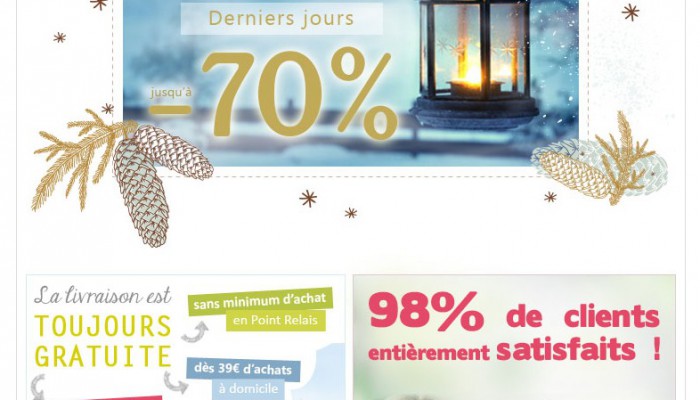 Derniers jours
jusqu'à
-70%
La livraison est
TOUJOURS
GRATUITE
sans minimum d'achat
en Point Relais
dès 39€ d'achats
à domicile
98% de clients
entièrement satisfaits !